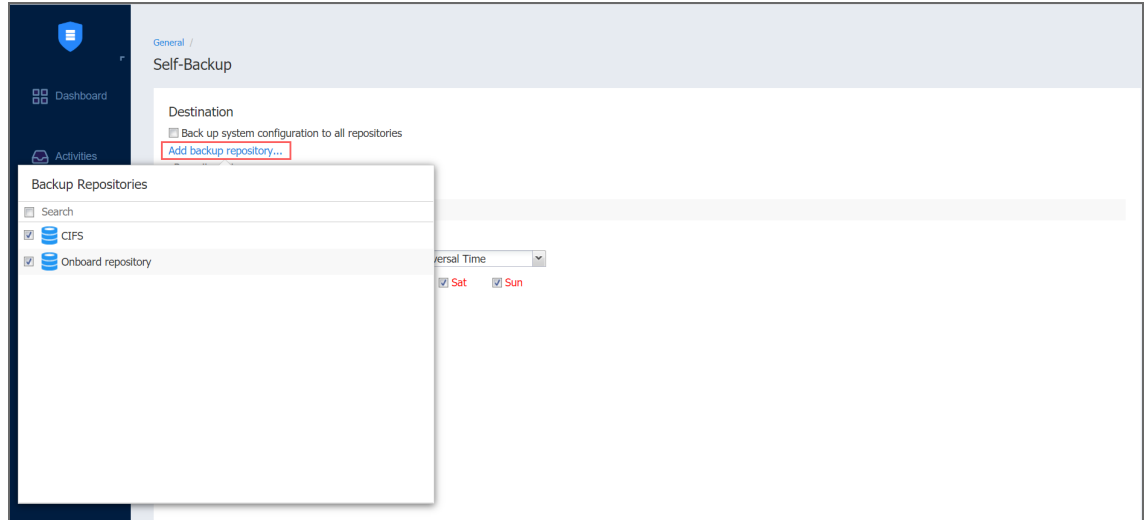 General /
Self-Backup
Dashboard
Destination
Back up system configuration to all repositories
Add backup repository...
Activities
Backup Repositories
Search
CIFS
Onboard repository
Time
Sat Sun